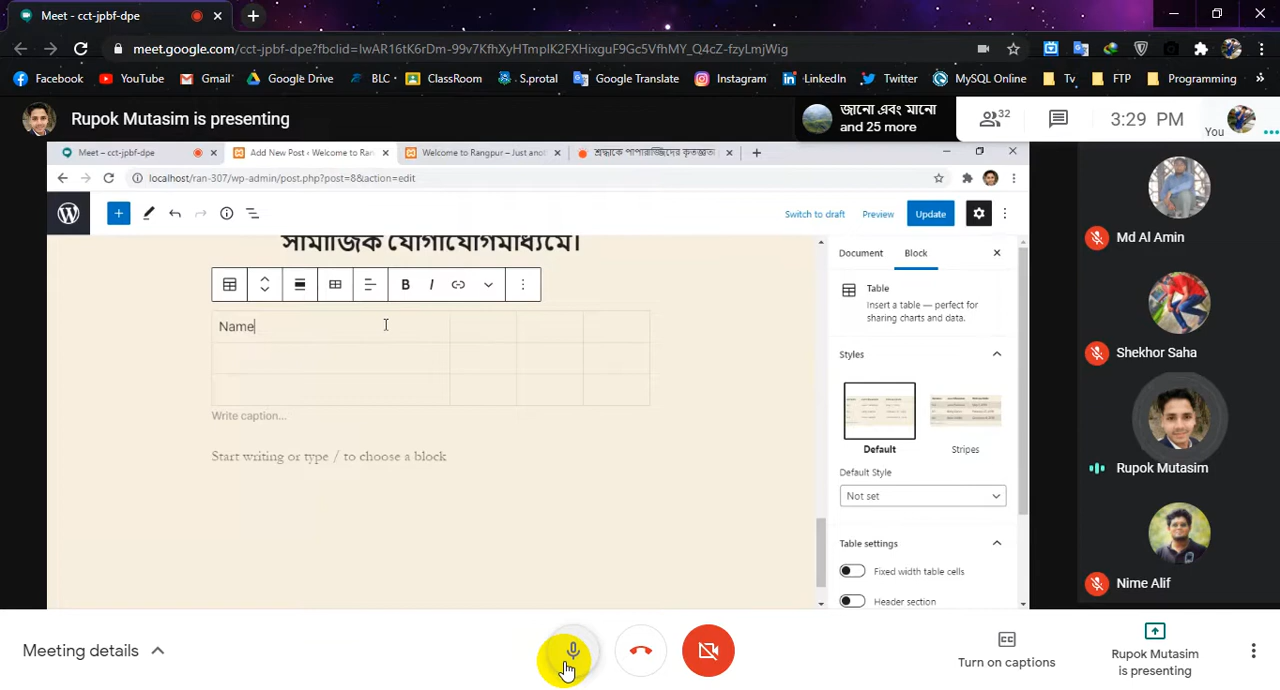 Meet - cct-jpbf-dpe
meet.google.com/cct-jpbf-dpe?fbclid=IwAR16tK6rDm-99v7KfhXyHTmpIK2FXHixguF9Gc5VfhMY_Q4cZ-fzyLmjWig
Facebook YouTube Gmail Google Drive BLC ClassRoom S.protal Google Translate Instagram LinkedIn Twitter MySQL Online Tv FTP Programming »
Rupok Mutasim is presenting
জানো এবং মানো
and 25 more
32
3:29 PM
You
Meet – cct-jpbf-dpe
Add New Post ‹ Welcome to Ran
Welcome to Rangpur – Just anot
শ্রদ্ধাকে পাপারাজ্জিদের কৃতজ্ঞতা
localhost/ran-307/wp-admin/post.php?post=8&action=edit
Switch to draft Preview Update
সামাজিক যোগাযোগমাধ্যমে।
B I
Name
Write caption...
Start writing or type / to choose a block
Document Block
Table
Insert a table — perfect for
sharing charts and data.
Styles
Default Stripes
Default Style
Not set
Table settings
Fixed width table cells
Header section
Md Al Amin
Shekhor Saha
Rupok Mutasim
Nime Alif
Meeting details
Turn on captions
Rupok Mutasim
is presenting